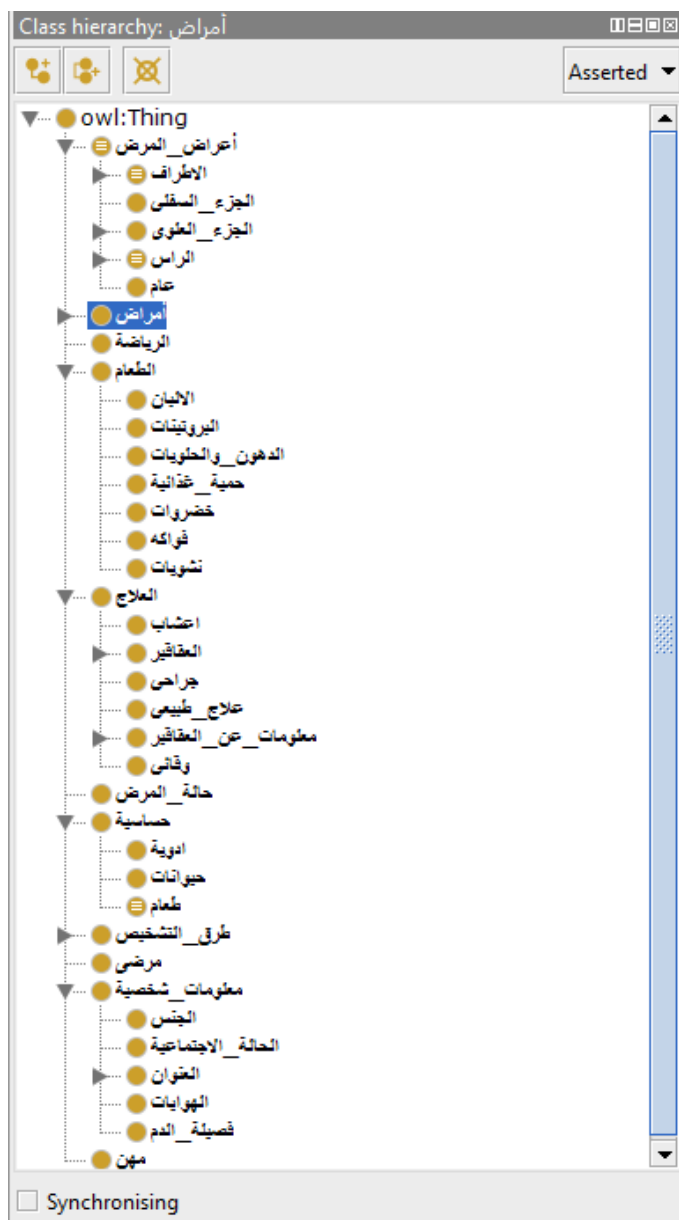 Class hierarchy: أمراض
Asserted
owl:Thing
أعراض_المرض
الاطراف
الجزء_السفلى
الجزء_العلوى
الراس
عام
أمراض
الرياضة
الطعام
الالبان
البروتينات
الدهون_والحلويات
حمية_غذائية
خضروات
فواكه
نشويات
العلاج
اعشاب
العقاقير
جراحى
علاج_طبيعى
معلومات_عن_العقاقير
وقائى
حالة_المرض
حساسية
ادوية
حيوانات
طعام
طرق_التشخيص
مرضى
معلومات_شخصية
الجنس
الحالة_الاجتماعية
العنوان
الهوايات
فصيلة_الدم
مهن
Synchronising